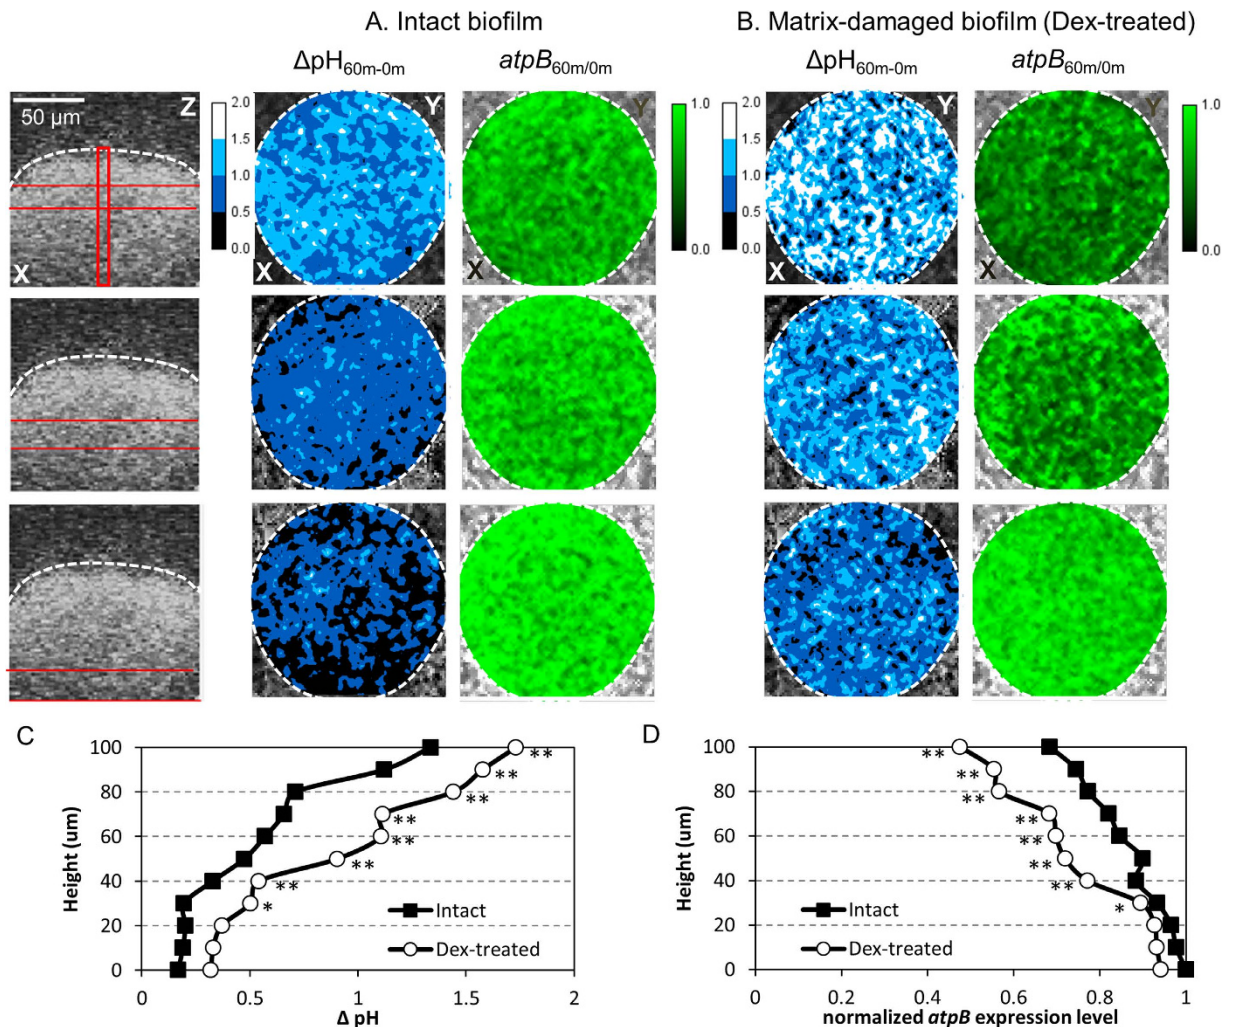 A. Intact biofilm
B. Matrix-damaged biofilm (Dex-treated)
ΔpH60m-0m
atpB60m/0m
ΔpH60m-0m
atpB60m/0m
50 μm
Z
X
2.0
1.5
1.0
0.5
0.0
Y
X
Y
X
1.0
0.0
2.0
1.5
1.0
0.5
0.0
Y
X
Y
X
1.0
0.0
C
Height (um)
100
80
60
40
20
0
**
**
**
**
**
**
**
*
Intact
Dex-treated
0
0.5
1
1.5
2
Δ pH
D
Height (um)
100
80
60
40
20
0
**
**
**
**
**
**
**
*
Intact
Dex-treated
0
0.2
0.4
0.6
0.8
1
normalized atpB expression level